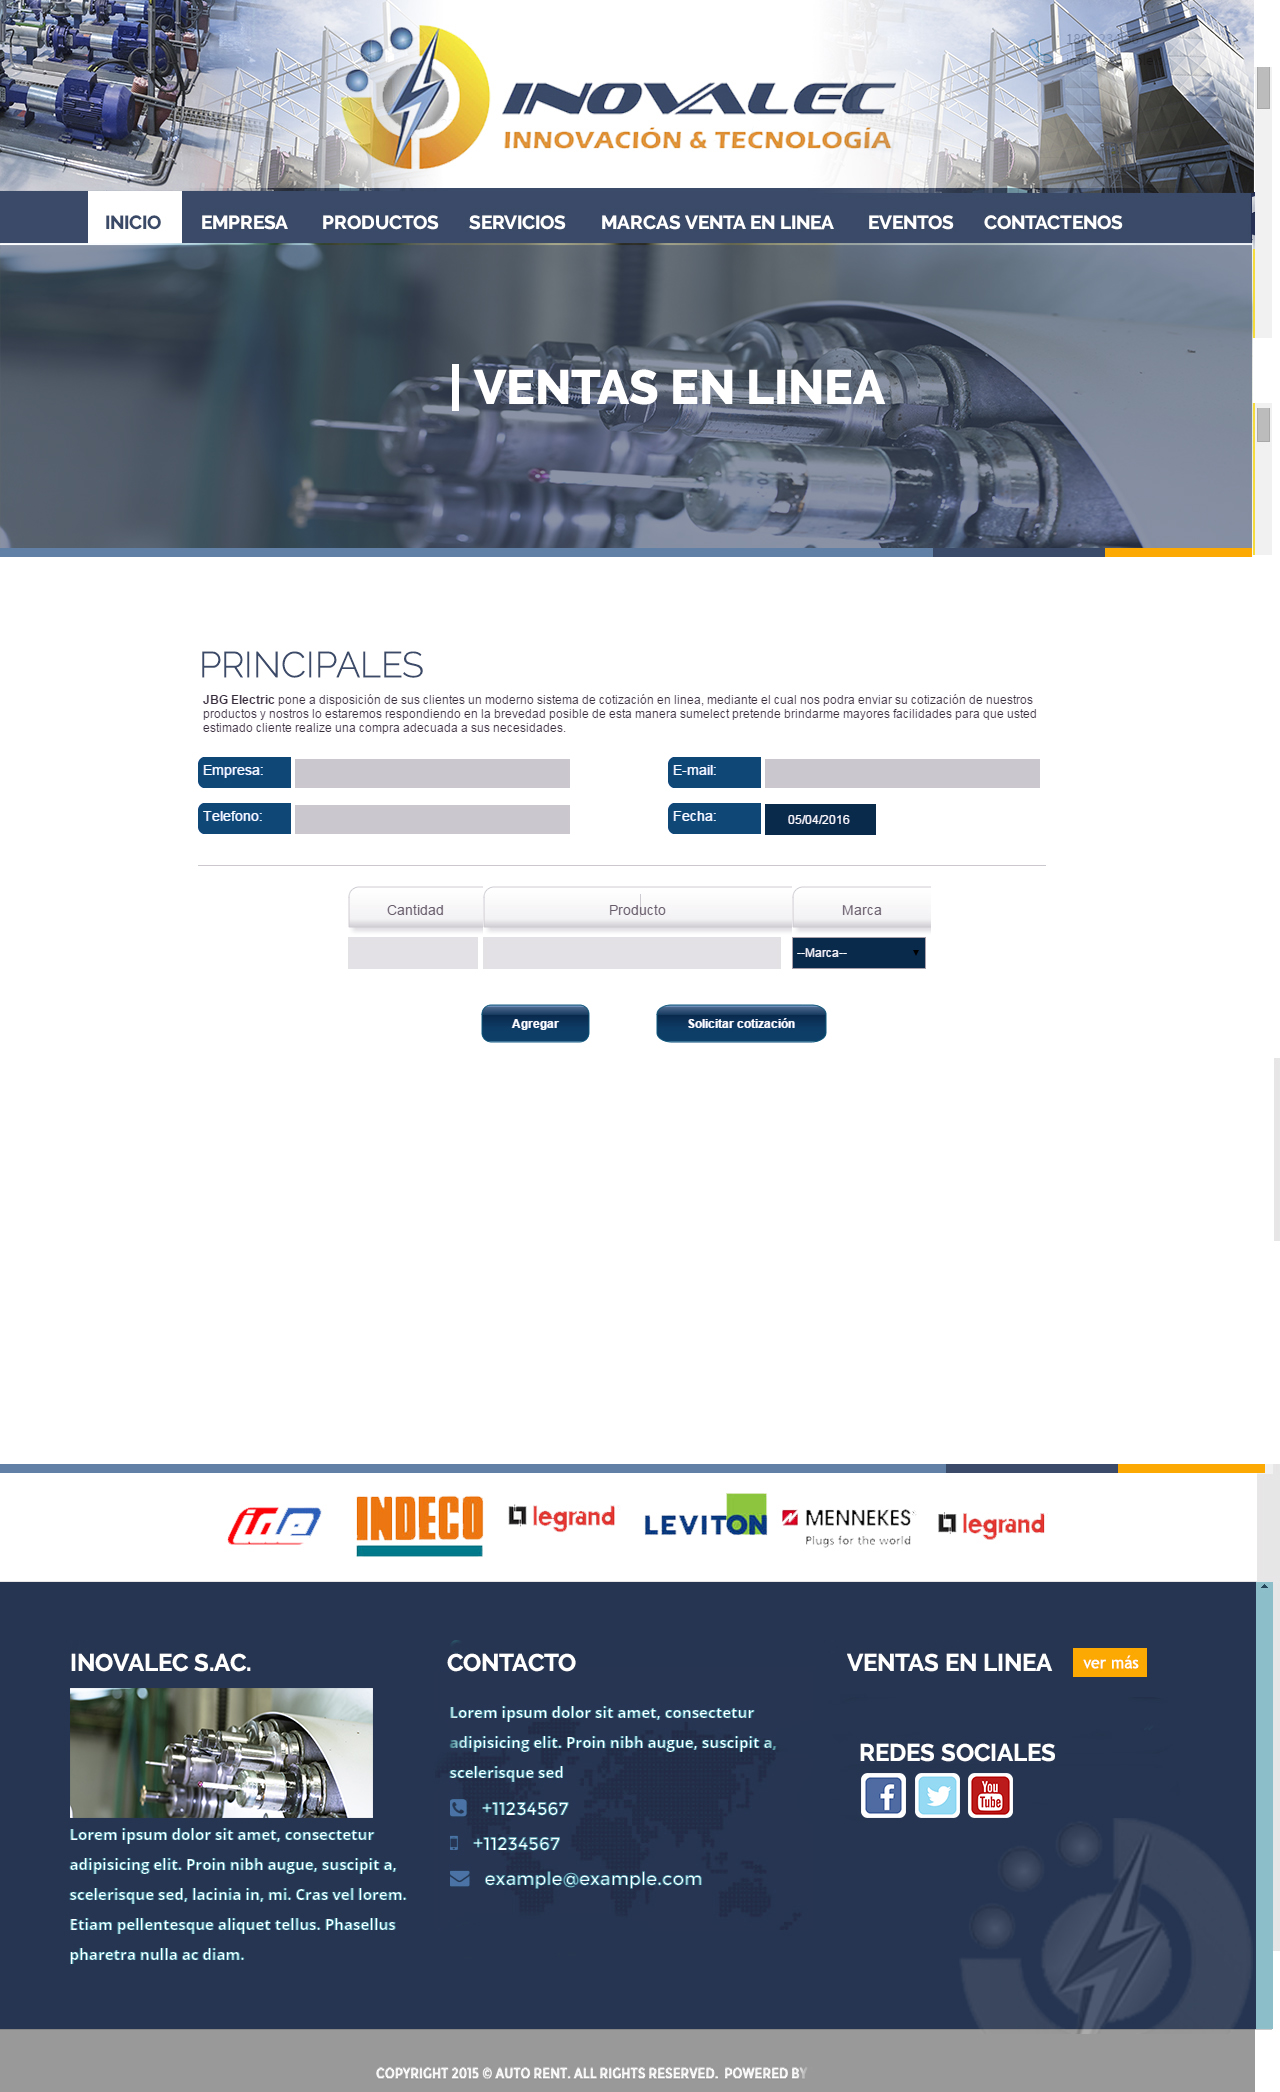 INOVALEC
INNOVACIÓN & TECNOLOGÍA
INICIO EMPRESA PRODUCTOS SERVICIOS MARCAS VENTA EN LINEA EVENTOS CONTACTENOS
| VENTAS EN LINEA
PRINCIPALES
JBG Electric pone a disposición de sus clientes un moderno sistema de cotización en linea, mediante el cual nos podra enviar su cotización de nuestros
productos y nostros lo estaremos respondiendo en la brevedad posible de esta manera sumelect pretende brindarme mayores facilidades para que usted
estimado cliente realize una compra adecuada a sus necesidades.
Empresa: E-mail:
Telefono: Fecha: 05/04/2016
Cantidad Producto Marca
--Marca--
Agregar Solicitar cotización
INDECO legrand LEVITON MENNEKES legrand
Plugs for the world
INOVALEC S.AC.
Lorem ipsum dolor sit amet, consectetur
adipisicing elit. Proin nibh augue, suscipit a,
scelerisque sed, lacinia in, mi. Cras vel lorem.
Etiam pellentesque aliquet tellus. Phasellus
pharetra nulla ac diam.
CONTACTO
Lorem ipsum dolor sit amet, consectetur
adipisicing elit. Proin nibh augue, suscipit a,
scelerisque sed
+11234567
+11234567
example@example.com
VENTAS EN LINEA ver más
REDES SOCIALES
You
Tube
COPYRIGHT 2015 © AUTO RENT. ALL RIGHTS RESERVED. POWERED BY